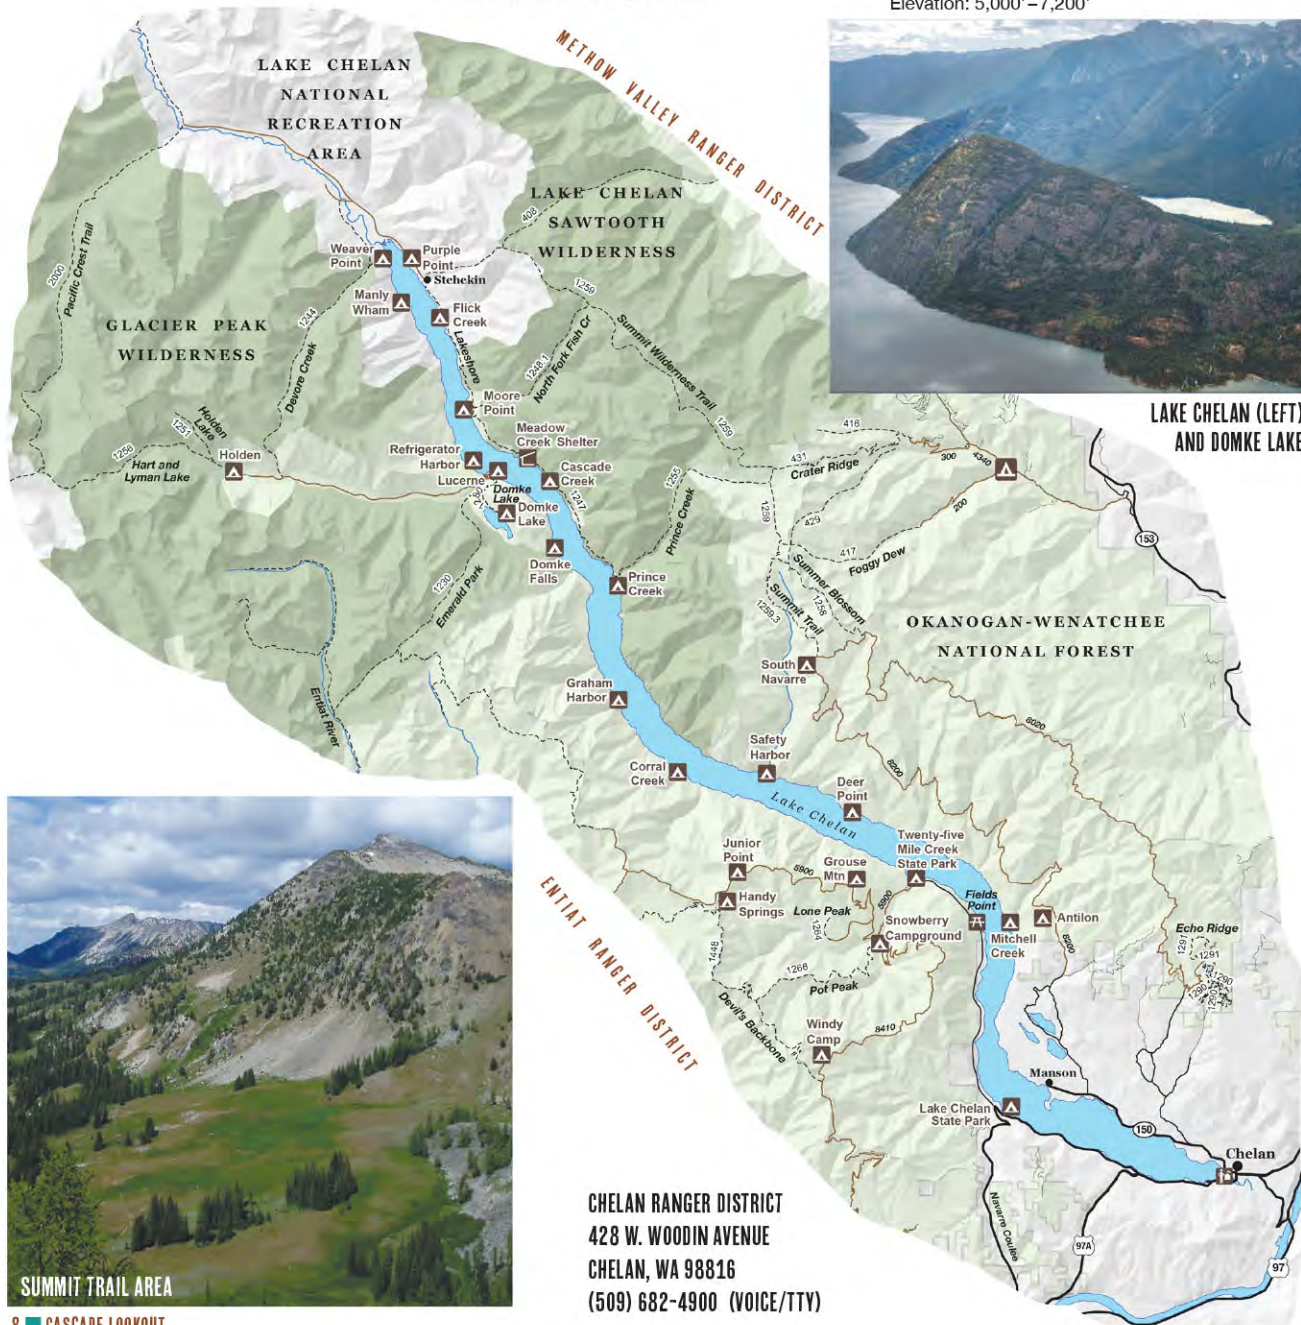 Elevation: 5,000'–7,200'
METHOW VALLEY RANGER DISTRICT
LAKE CHELAN
NATIONAL
RECREATION
AREA
LAKE CHELAN
SAWTOOTH
WILDERNESS
408
Weaver
Point
Purple
Point
Stehekin
Manly
Wham
Flick
Creek
Pacific Crest Trail
2000
GLACIER PEAK
WILDERNESS
1244
Devore Creek
Lakeshore
1259
Summit Wilderness Trail
1259
North Fork Fish Cr
1248.1
LAKE CHELAN (LEFT)
AND DOMKE LAKE
Moore
Point
Meadow
Creek Shelter
Refrigerator
Harbor
Lucerne
Cascade
Creek
Holden
Lake
1251
1256
Hart and
Lyman Lake
Holden
Domke
Lake
Domke
Lake
1280
1247
Domke
Falls
1230
Emerald Park
Prince
Creek
1255
Prince Creek
416
431
Crater Ridge
300
4340
200
1259
429
417
Foggy Dew
153
Summer Blossom
1258
Summit Trail
1259.3
OKANOGAN-WENATCHEE
NATIONAL FOREST
South
Navarre
Entiat River
Graham
Harbor
8020
8200
Safety
Harbor
Corral
Creek
Lake Chelan
Deer
Point
Twenty-five
Mile Creek
State Park
Junior
Point
5900
Grouse
Mtn
5900
Handy
Springs
Lone Peak
1264
Snowberry
Campground
Fields
Point
Mitchell
Creek
Antilon
8200
Echo Ridge
1291
1291
1290
1290
1290
1448
1266
Pot Peak
Devil's Backbone
8410
Windy
Camp
ENTIAT RANGER DISTRICT
Manson
Lake Chelan
State Park
150
Chelan
Navarre Coulee
97A
97
SUMMIT TRAIL AREA
CHELAN RANGER DISTRICT
428 W. WOODIN AVENUE
CHELAN, WA 98816
(509) 682-4900 (VOICE/TTY)
8 CASCADE LOOKOUT